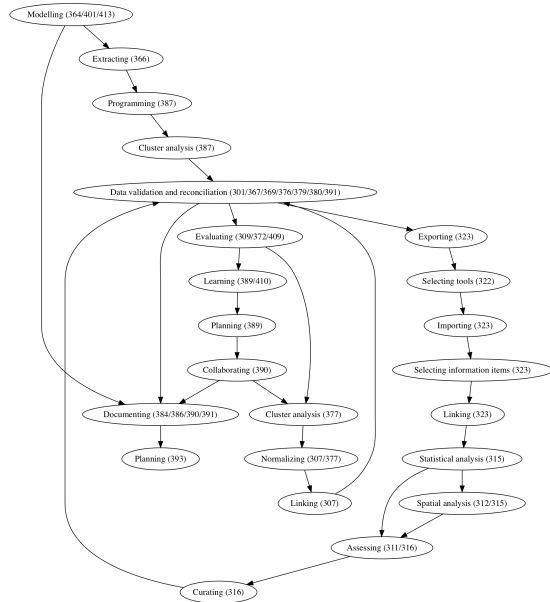 Modelling (364/401/413)
Extracting (366)
Programming (387)
Cluster analysis (387)
Data validation and reconciliation (301/367/369/376/379/380/391)
Evaluating (309/372/409)
Exporting (323)
Learning (389/410)
Selecting tools (322)
Planning (389)
Importing (323)
Collaborating (390)
Selecting information items (323)
Documenting (384/386/390/391)
Cluster analysis (377)
Linking (323)
Planning (393)
Normalizing (307/377)
Statistical analysis (315)
Linking (307)
Spatial analysis (312/315)
Assessing (311/316)
Curating (316)